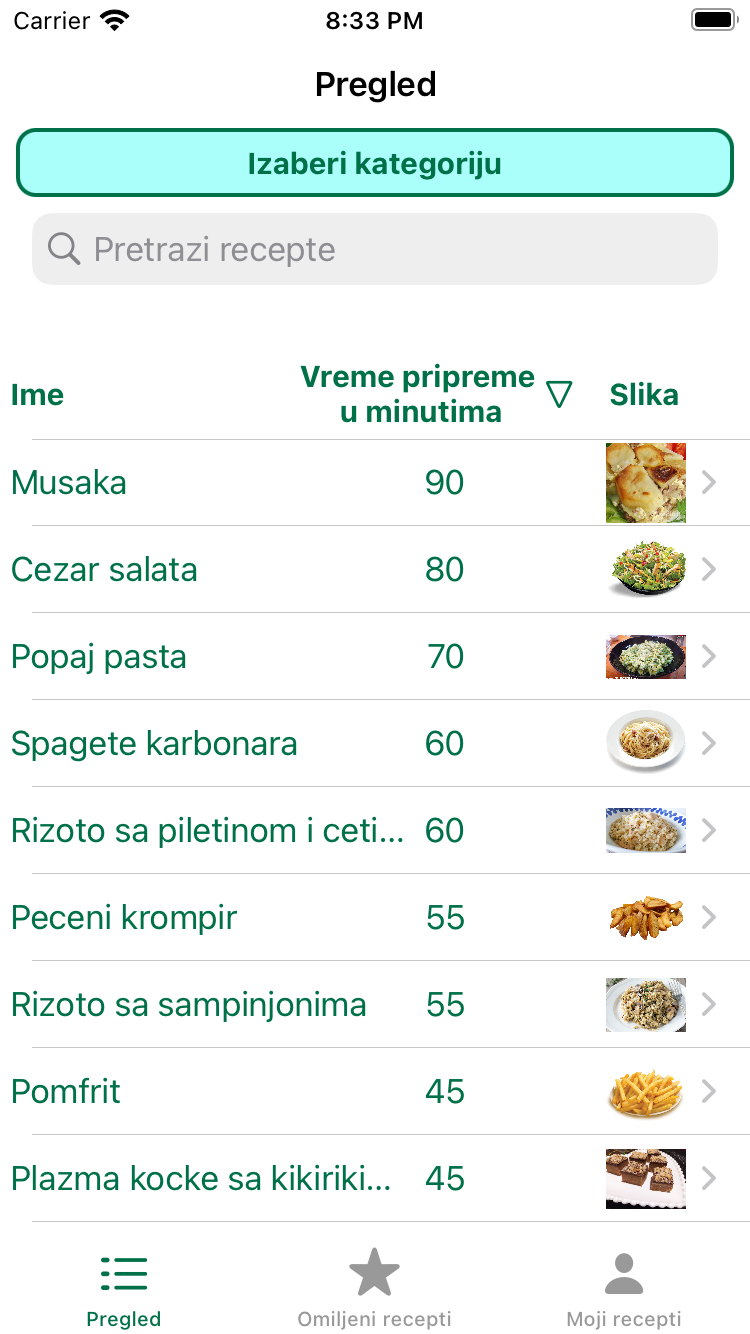 Carrier 8:33 PM
Pregled
Izaberi kategoriju
Pretrazi recepte
Ime Vreme pripreme u minutima Slika
Musaka 90
Cezar salata 80
Popaj pasta 70
Spagete karbonara 60
Rizoto sa piletinom i ceti... 60
Peceni krompir 55
Rizoto sa sampinjonima 55
Pomfrit 45
Plazma kocke sa kikiriki... 45
Pregled Omiljeni recepti Moji recepti